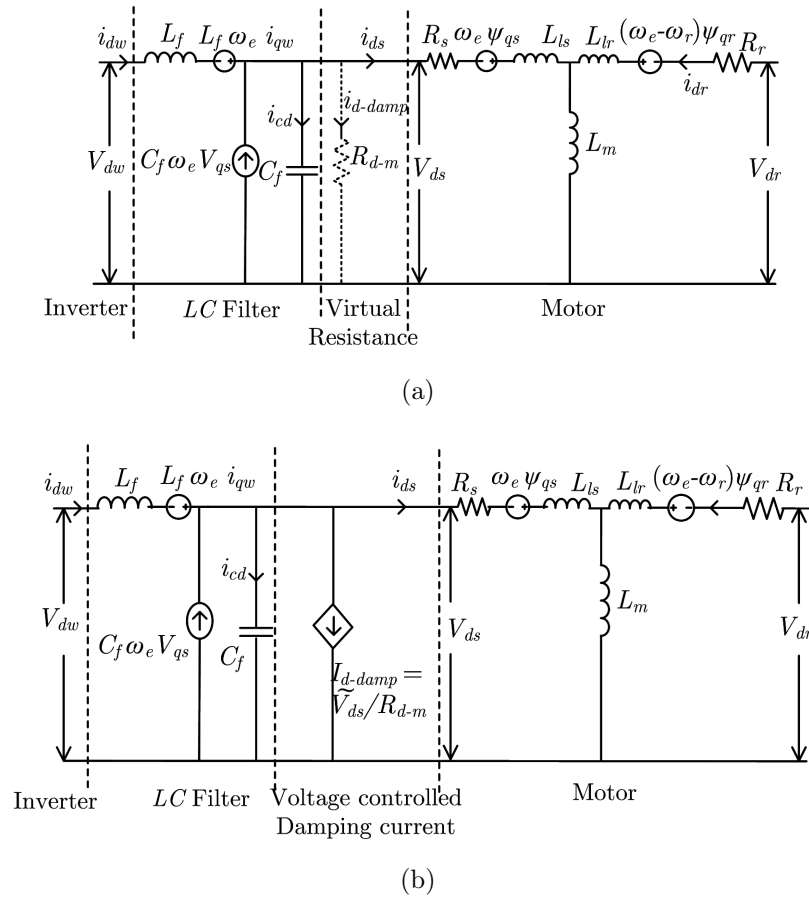 i_dw L_f L_f ω_e i_qw i_ds R_s ω_e ψ_qs L_ls L_lr (ω_e-ω_r)ψ_qr R_r
i_cd i_d-damp i_dr
V_dw C_f ω_e V_qs C_f R_d-m V_ds L_m V_dr
Inverter LC Filter Virtual Resistance Motor
(a)
i_dw L_f L_f ω_e i_qw i_ds R_s ω_e ψ_qs L_ls L_lr (ω_e-ω_r)ψ_qr R_r
i_cd
V_dw C_f ω_e V_qs C_f V_ds L_m V_dr
I_d-damp =
Ṽ_ds/R_d-m
Inverter LC Filter Voltage controlled Damping current Motor
(b)